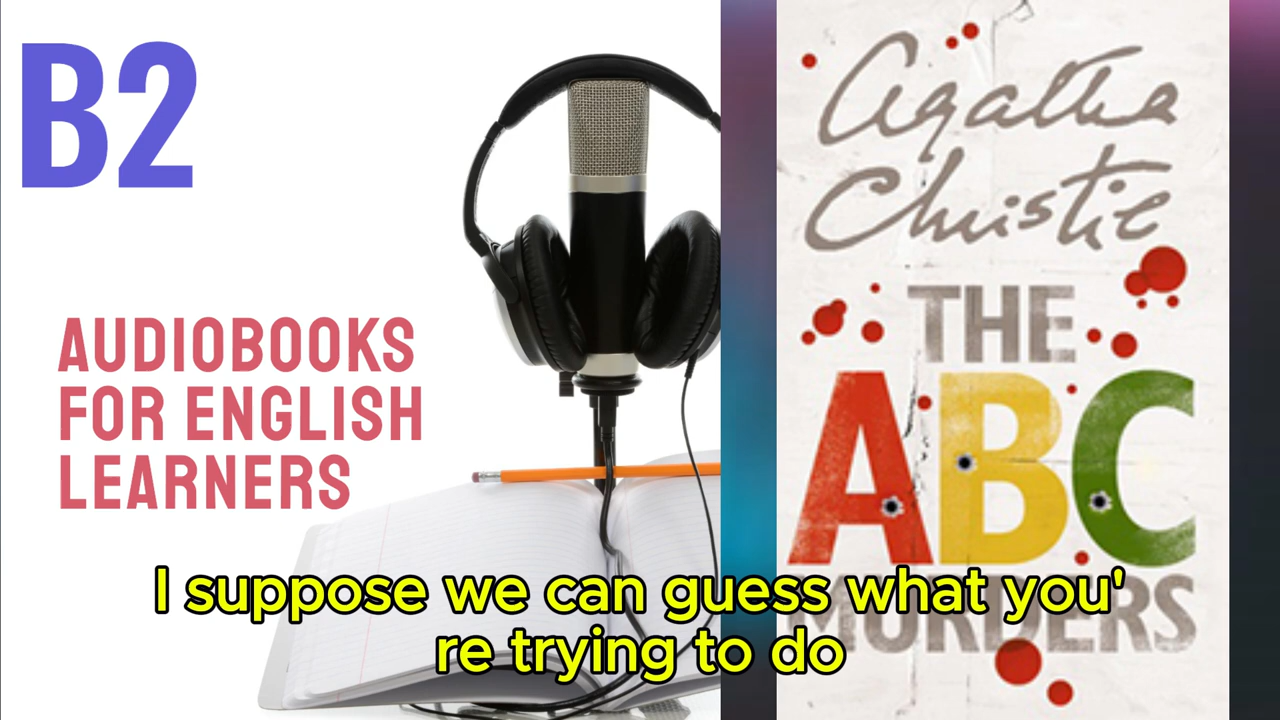 B2
AUDIOBOOKS
FOR ENGLISH
LEARNERS
Agatha
Christie
THE
ABC
MURDERS
I suppose we can guess what you'
re trying to do